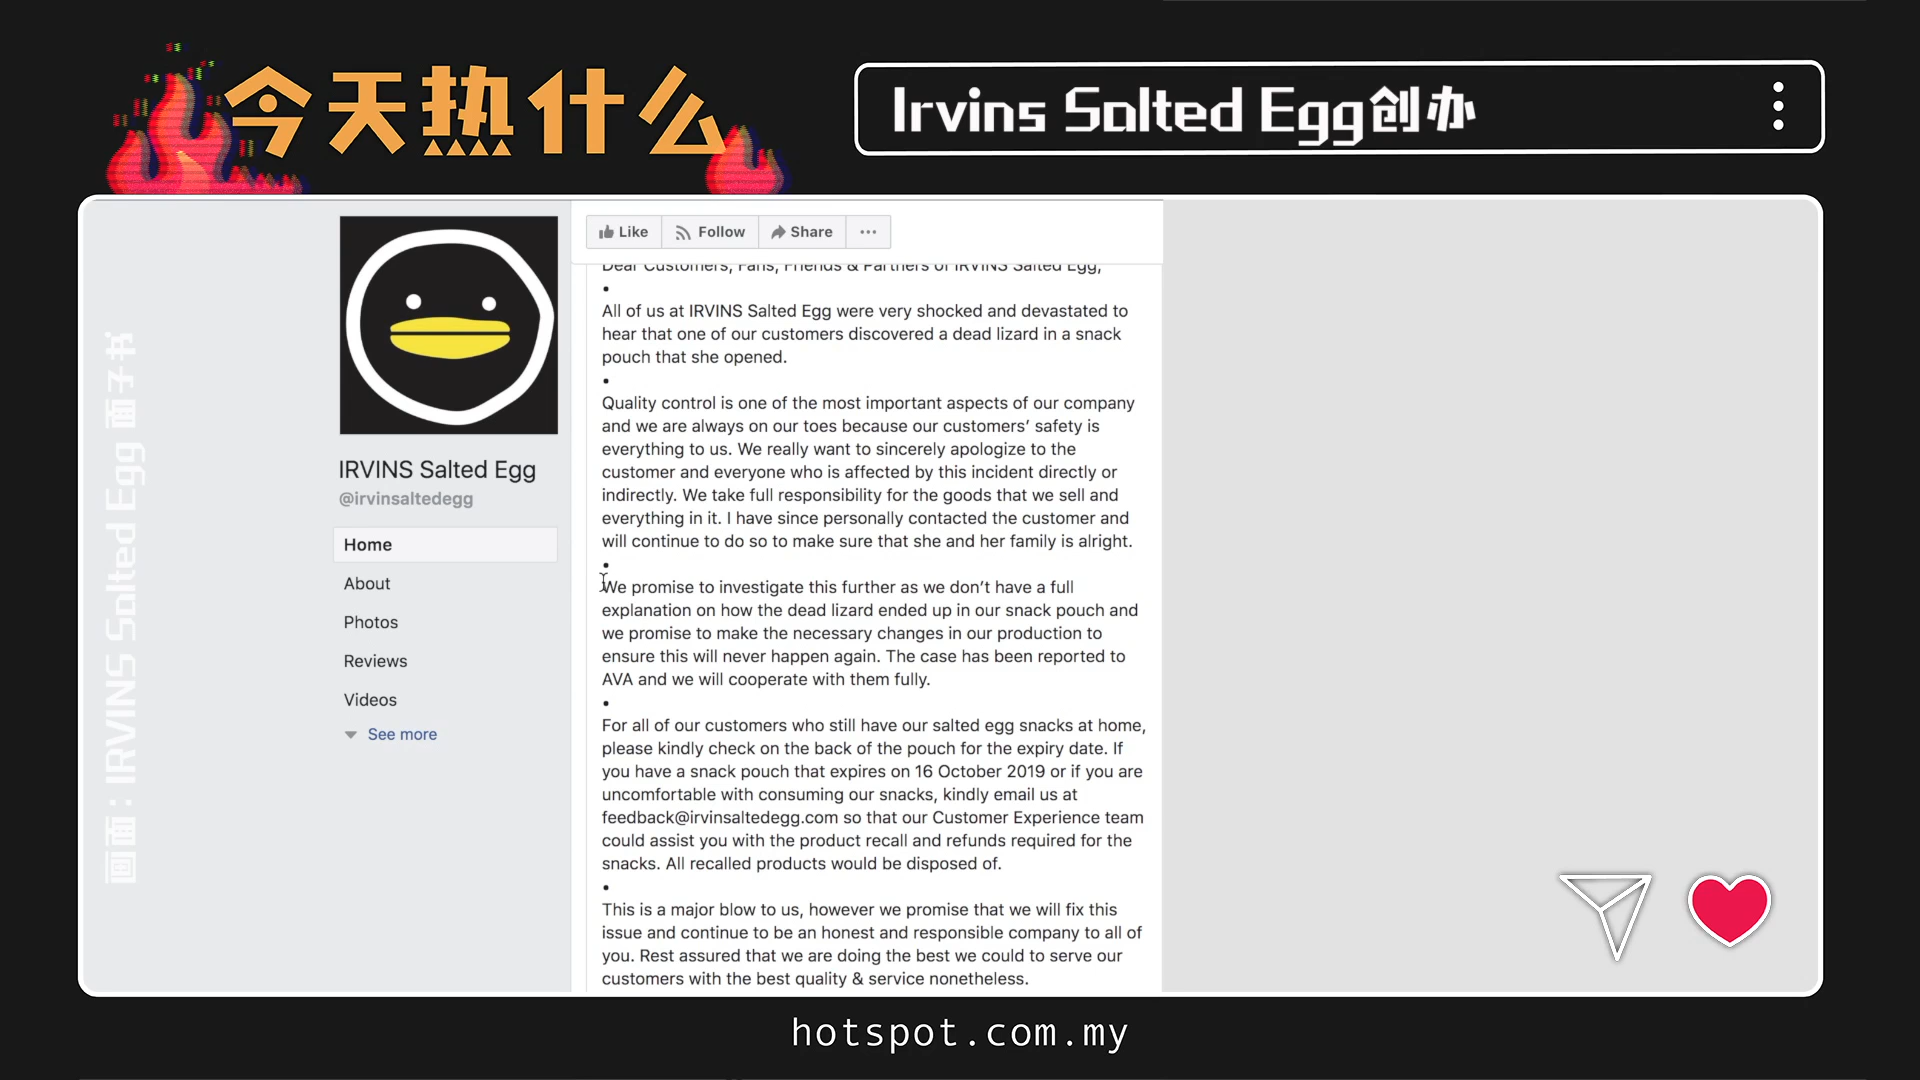 今天热什么
Irvins Salted Egg创办
Like
Follow
Share
Dear Customers, Fans, Friends & Partners of IRVINS Salted Egg,
•
All of us at IRVINS Salted Egg were very shocked and devastated to
hear that one of our customers discovered a dead lizard in a snack
pouch that she opened.
•
Quality control is one of the most important aspects of our company
and we are always on our toes because our customers’ safety is
everything to us. We really want to sincerely apologize to the
customer and everyone who is affected by this incident directly or
indirectly. We take full responsibility for the goods that we sell and
everything in it. I have since personally contacted the customer and
will continue to do so to make sure that she and her family is alright.
•
We promise to investigate this further as we don’t have a full
explanation on how the dead lizard ended up in our snack pouch and
we promise to make the necessary changes in our production to
ensure this will never happen again. The case has been reported to
AVA and we will cooperate with them fully.
•
For all of our customers who still have our salted egg snacks at home,
please kindly check on the back of the pouch for the expiry date. If
you have a snack pouch that expires on 16 October 2019 or if you are
uncomfortable with consuming our snacks, kindly email us at
feedback@irvinsaltedegg.com so that our Customer Experience team
could assist you with the product recall and refunds required for the
snacks. All recalled products would be disposed of.
•
This is a major blow to us, however we promise that we will fix this
issue and continue to be an honest and responsible company to all of
you. Rest assured that we are doing the best we could to serve our
customers with the best quality & service nonetheless.
IRVINS Salted Egg
@irvinsaltedegg
Home
About
Photos
Reviews
Videos
See more
画面：IRVINS Salted Egg 面子书
hotspot.com.my